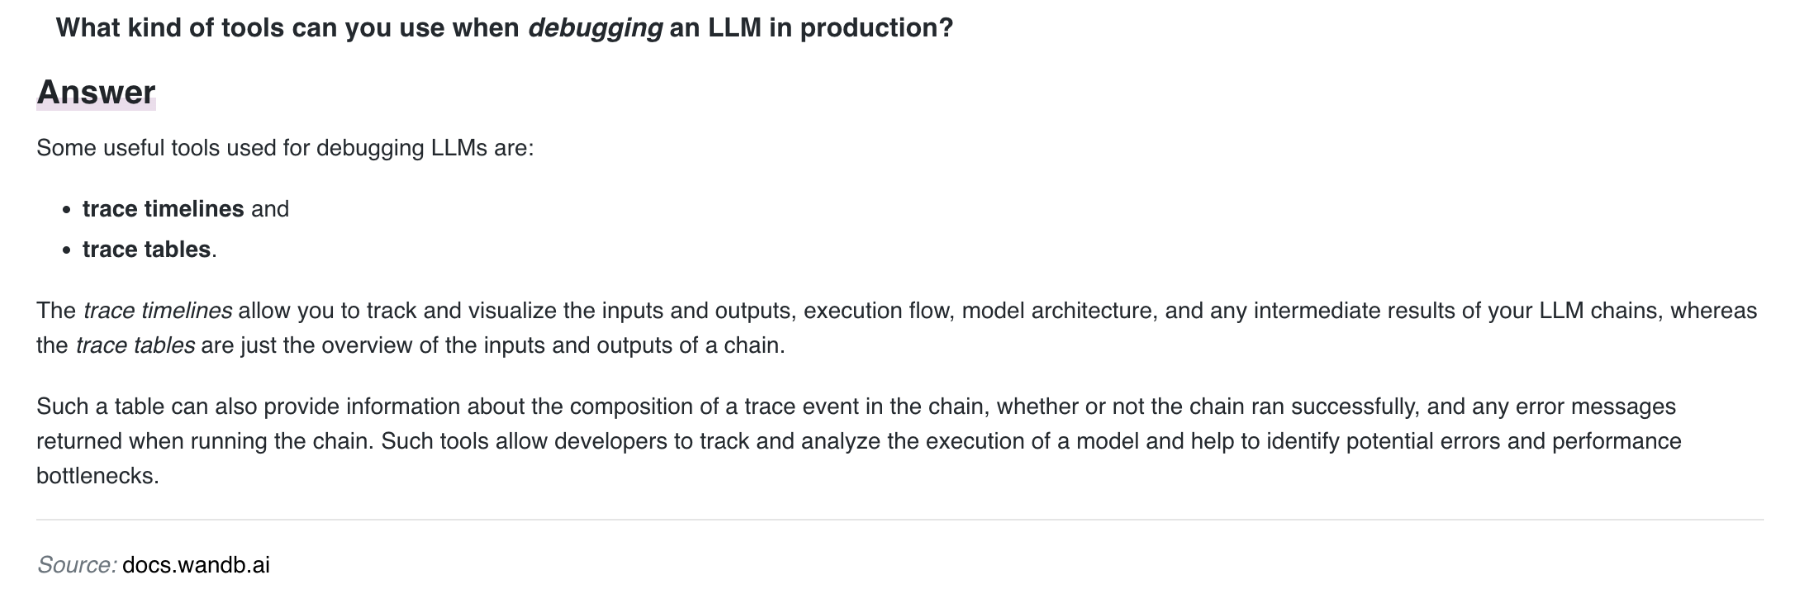 What kind of tools can you use when debugging an LLM in production?
Answer
Some useful tools used for debugging LLMs are:
• trace timelines and
• trace tables.
The trace timelines allow you to track and visualize the inputs and outputs, execution flow, model architecture, and any intermediate results of your LLM chains, whereas
the trace tables are just the overview of the inputs and outputs of a chain.
Such a table can also provide information about the composition of a trace event in the chain, whether or not the chain ran successfully, and any error messages
returned when running the chain. Such tools allow developers to track and analyze the execution of a model and help to identify potential errors and performance
bottlenecks.
Source: docs.wandb.ai